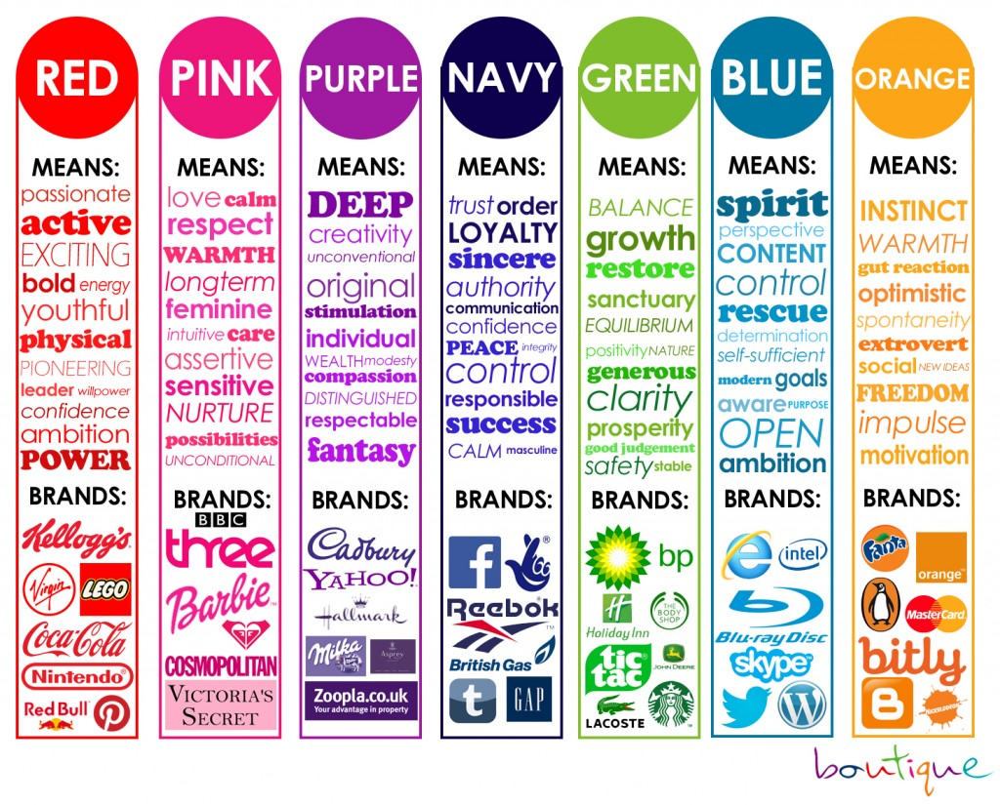 RED
MEANS:
passionate
active
EXCITING
bold energy
youthful
physical
PIONEERING
leader willpower
confidence
ambition
POWER
BRANDS:
Kellogg's
Virgin LEGO
Coca-Cola
Nintendo®
Red Bull
PINK
MEANS:
love calm
respect
WARMTH
longterm
feminine
intuitive care
assertive
sensitive
NURTURE
possibilities
UNCONDITIONAL
BRANDS:
BBC
three
Barbie
COSMOPOLITAN
VICTORIA'S
SECRET
PURPLE
MEANS:
DEEP
creativity
unconventional
original
stimulation
individual
WEALTH modesty
compassion
DISTINGUISHED
respectable
fantasy
BRANDS:
Cadbury
YAHOO!
Hallmark
Milka Asprey
Zoopla.co.uk
Your advantage in property
NAVY
MEANS:
trust order
LOYALTY
sincere
authority
communication
confidence
PEACE integrity
control
responsible
success
CALM masculine
BRANDS:
f ®
Reebok
British Gas
t GAP
GREEN
MEANS:
BALANCE
growth
restore
sanctuary
EQUILIBRIUM
positivity NATURE
generous
clarity
prosperity
good judgement
safety stable
BRANDS:
bp
H THE
BODY
SHOP
Holiday Inn
tic
tac
JOHN DEERE
LACOSTE
BLUE
MEANS:
spirit
perspective
CONTENT
control
rescue
determination
self-sufficient
modern goals
aware PURPOSE
OPEN
ambition
BRANDS:
e intel
Blu-ray Disc
skype™
W
ORANGE
MEANS:
INSTINCT
WARMTH
gut reaction
optimistic
spontaneity
extrovert
social NEW IDEAS
FREEDOM
impulse
motivation
BRANDS:
Fanta
orange™
MasterCard
bitly
B NICKELODEON
boutique